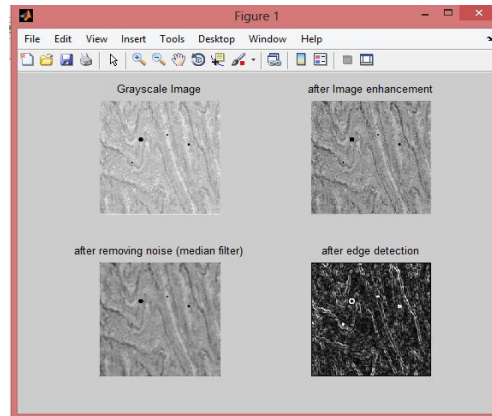 Figure 1
File Edit View Insert Tools Desktop Window Help
Grayscale Image
after Image enhancement
after removing noise (median filter)
after edge detection